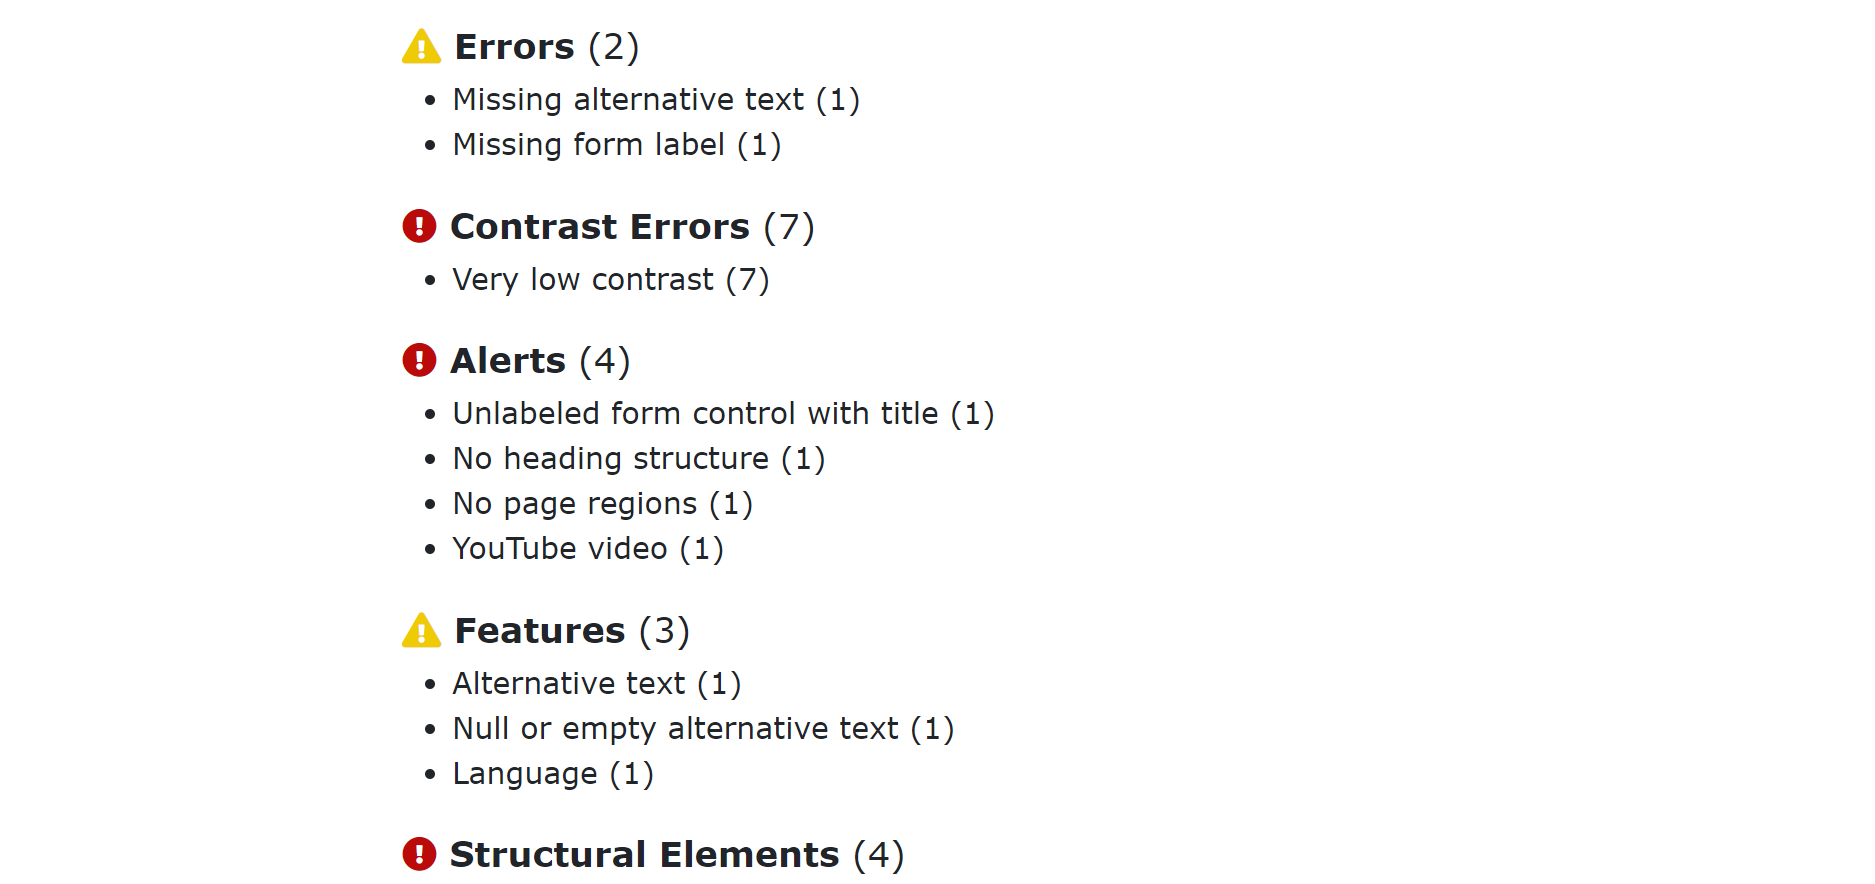 Errors (2)
• Missing alternative text (1)
• Missing form label (1)
Contrast Errors (7)
• Very low contrast (7)
Alerts (4)
• Unlabeled form control with title (1)
• No heading structure (1)
• No page regions (1)
• YouTube video (1)
Features (3)
• Alternative text (1)
• Null or empty alternative text (1)
• Language (1)
Structural Elements (4)